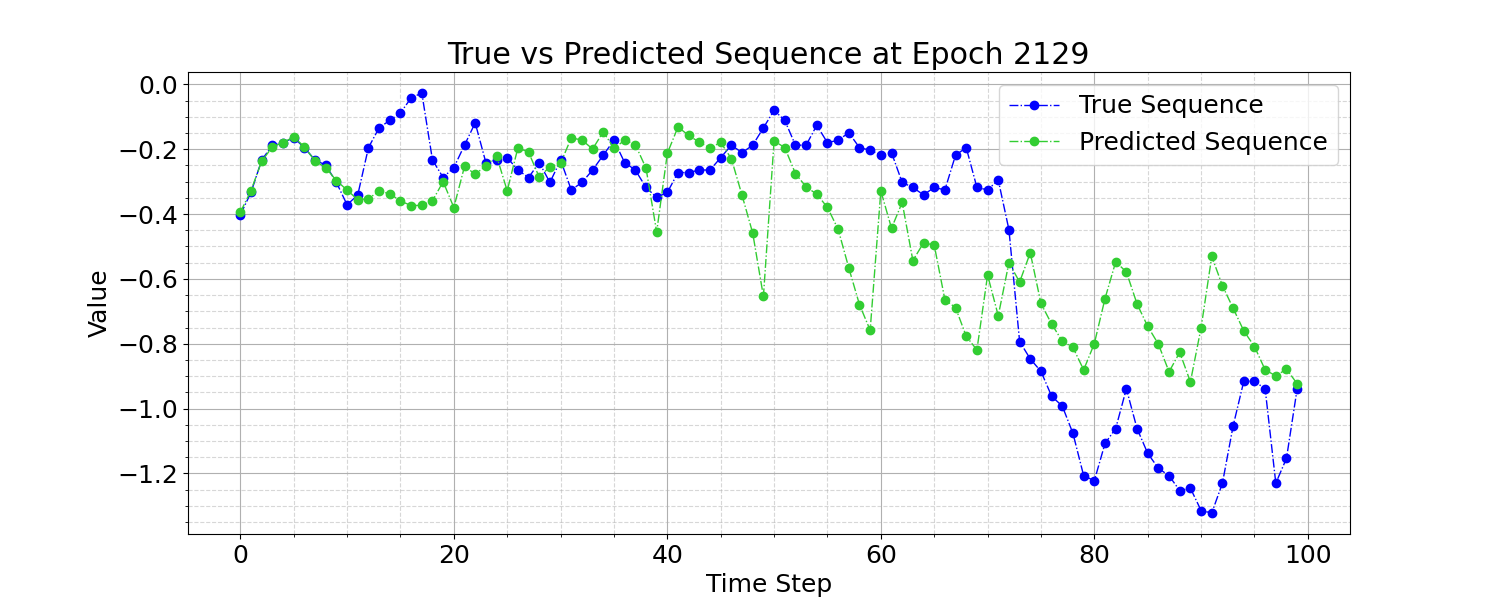 True vs Predicted Sequence at Epoch 2129
True Sequence
Predicted Sequence
Value
0.0
−0.2
−0.4
−0.6
−0.8
−1.0
−1.2
0 20 40 60 80 100
Time Step